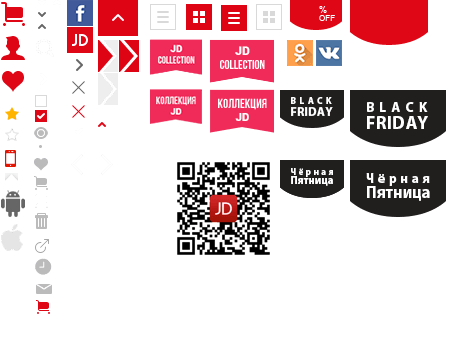 %
OFF
f
JD
JD
COLLECTION
JD
COLLECTION
КОЛЛЕКЦИЯ
JD
КОЛЛЕКЦИЯ
JD
BLACK
FRIDAY
BLACK
FRIDAY
JD
Чёрная
Пятница
Чёрная
Пятница